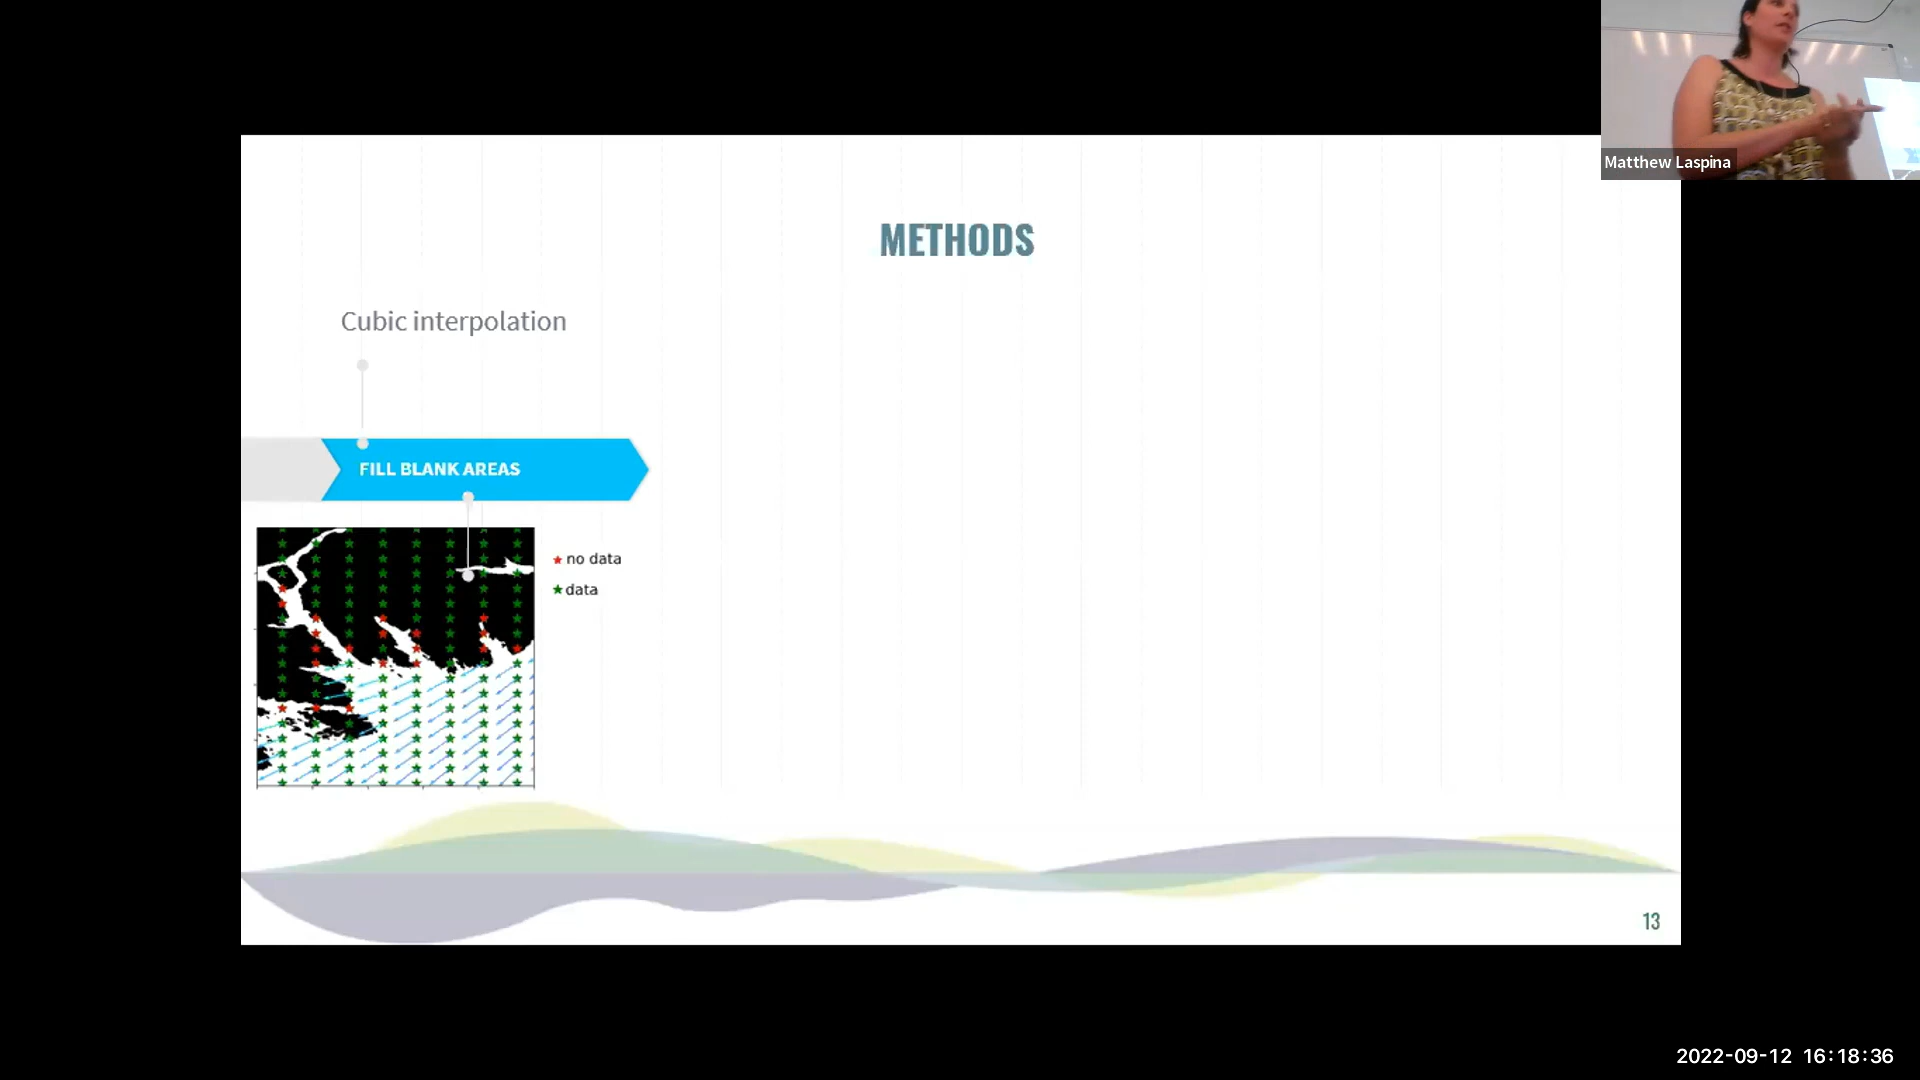 Matthew Laspina
METHODS
Cubic interpolation
FILL BLANK AREAS
no data
data
13
2022-09-12 16:18:36